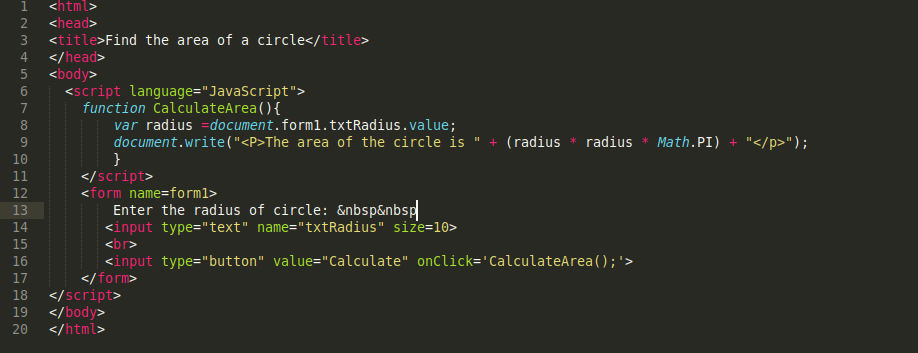 1 <html>
2 <head>
3 <title>Find the area of a circle</title>
4 </head>
5 <body>
6 <script language="JavaScript">
7 function CalculateArea(){
8 var radius =document.form1.txtRadius.value;
9 document.write("<P>The area of the circle is " + (radius * radius * Math.PI) + "</p>");
10 }
11 </script>
12 <form name=form1>
13 Enter the radius of circle: &nbsp&nbsp
14 <input type="text" name="txtRadius" size=10>
15 <br>
16 <input type="button" value="Calculate" onClick='CalculateArea();'>
17 </form>
18 </script>
19 </body>
20 </html>